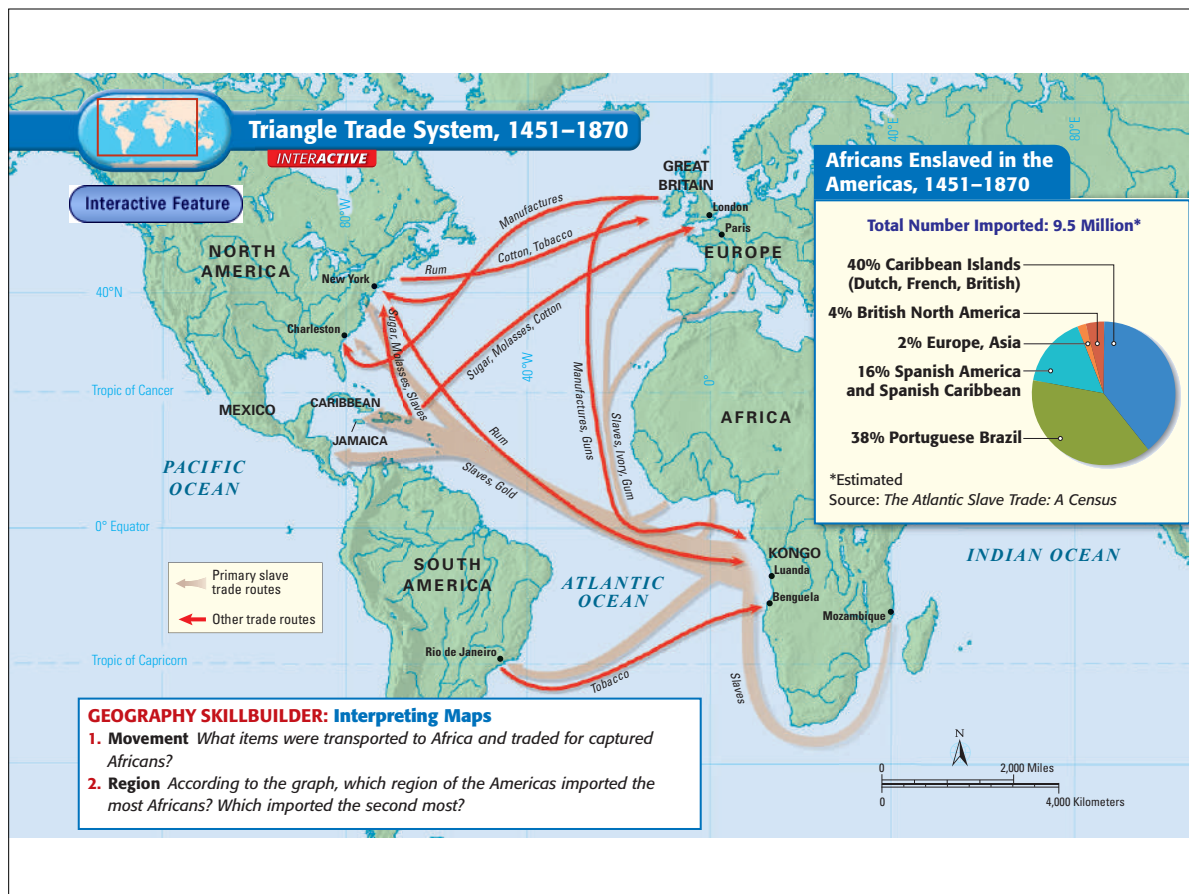 Triangle Trade System, 1451–1870
INTERACTIVE
Interactive Feature
80°W
40°E
80°E
GREAT
BRITAIN
London
Paris
EUROPE
Manufactures
Cotton, Tobacco
Rum
NORTH
AMERICA
New York
40°N
Charleston
Sugar, Molasses, Slaves
Sugar, Molasses, Cotton
40°W
0°
Manufactures, Guns
Slaves, Ivory, Gum
Tropic of Cancer
MEXICO
CARIBBEAN
JAMAICA
AFRICA
Rum
Slaves, Gold
PACIFIC
OCEAN
0° Equator
SOUTH
AMERICA
ATLANTIC
OCEAN
KONGO
Luanda
Benguela
Mozambique
INDIAN OCEAN
Primary slave
trade routes
Other trade routes
Tropic of Capricorn
Rio de Janeiro
Tobacco
Slaves
Africans Enslaved in the
Americas, 1451–1870
Total Number Imported: 9.5 Million*
40% Caribbean Islands
(Dutch, French, British)
4% British North America
2% Europe, Asia
16% Spanish America
and Spanish Caribbean
38% Portuguese Brazil
*Estimated
Source: The Atlantic Slave Trade: A Census
GEOGRAPHY SKILLBUILDER: Interpreting Maps
1. Movement What items were transported to Africa and traded for captured
Africans?
2. Region According to the graph, which region of the Americas imported the
most Africans? Which imported the second most?
N
0 2,000 Miles
0 4,000 Kilometers